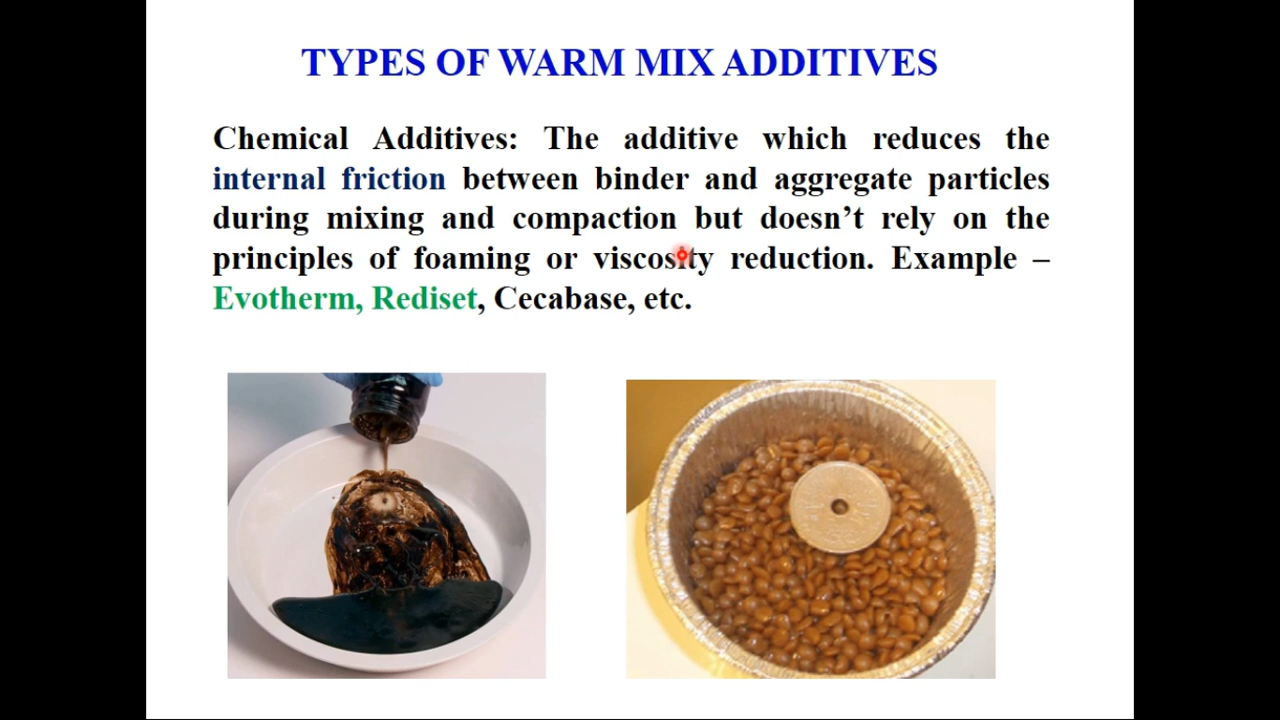 TYPES OF WARM MIX ADDITIVES
Chemical Additives: The additive which reduces the
internal friction between binder and aggregate particles
during mixing and compaction but doesn’t rely on the
principles of foaming or viscosity reduction. Example –
Evotherm, Rediset, Cecabase, etc.